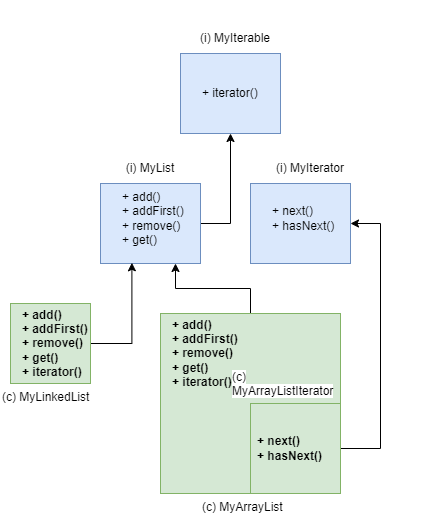 (i) MyIterable
+ iterator()
(i) MyList
(i) MyIterator
+ add()
+ addFirst()
+ remove()
+ get()
+ next()
+ hasNext()
+ add()
+ addFirst()
+ remove()
+ get()
+ iterator()
(c) MyLinkedList
+ add()
+ addFirst()
+ remove()
+ get()
+ iterator()
(c)
MyArrayListIterator
+ next()
+ hasNext()
(c) MyArrayList